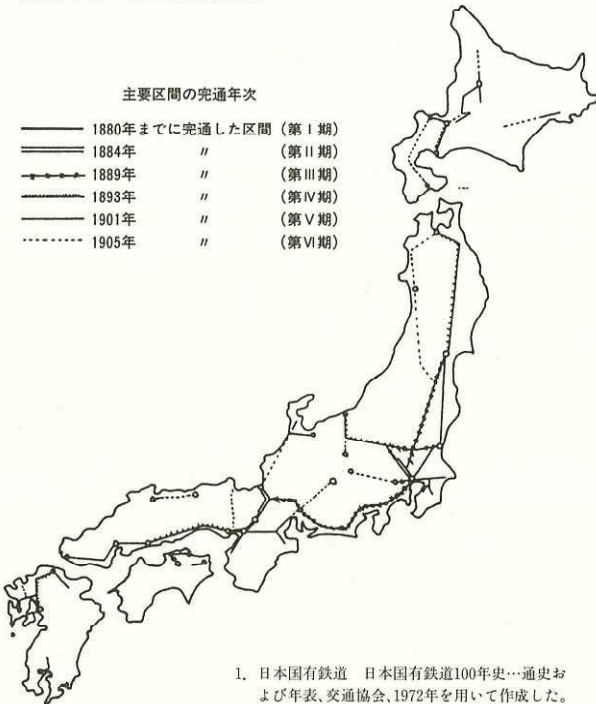 主要区間の完通年次
1880年までに完通した区間 (第Ⅰ期)
1884年 〃 (第Ⅱ期)
1889年 〃 (第Ⅲ期)
1893年 〃 (第Ⅳ期)
1901年 〃 (第Ⅴ期)
1905年 〃 (第Ⅵ期)
1. 日本国有鉄道 日本国有鉄道100年史…通史お
よび年表、交通協会、1972年を用いて作成した。